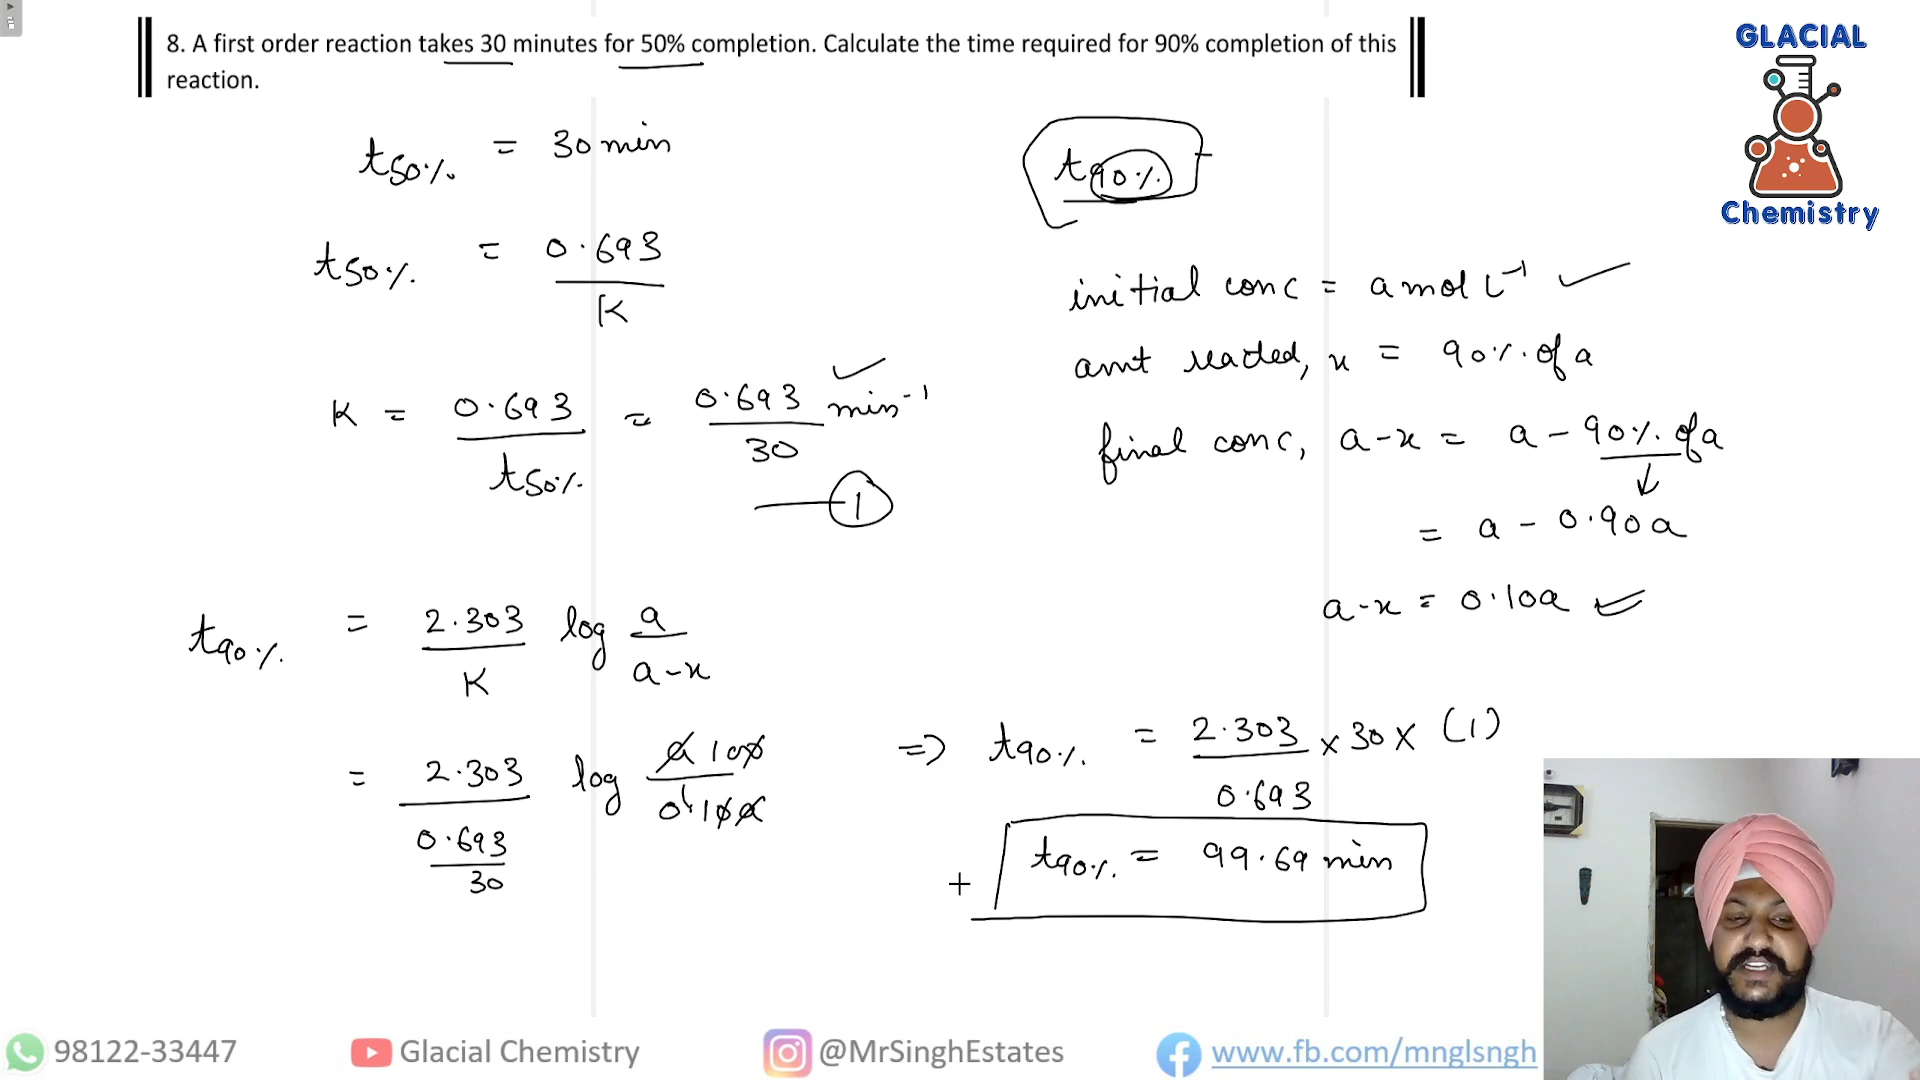 8. A first order reaction takes 30 minutes for 50% completion. Calculate the time required for 90% completion of this
reaction.
GLACIAL
Chemistry
t50% = 30 min
t50% = 0.693 / K
K = 0.693 / t50% = 0.693 / 30 min⁻¹
1
t90% = 2.303 / K log a / a-x
= 2.303 / 0.693 / 30 log a 100 / 0.10a
t90%
initial conc = a mol L⁻¹
amt reacted, x = 90% of a
final conc, a-x = a - 90% of a
= a - 0.90a
a-x = 0.10a
=> t90% = 2.303 / 0.693 x 30 x (1)
t90% = 99.69 min
98122-33447
Glacial Chemistry
@MrSinghEstates
www.fb.com/mnglsngh